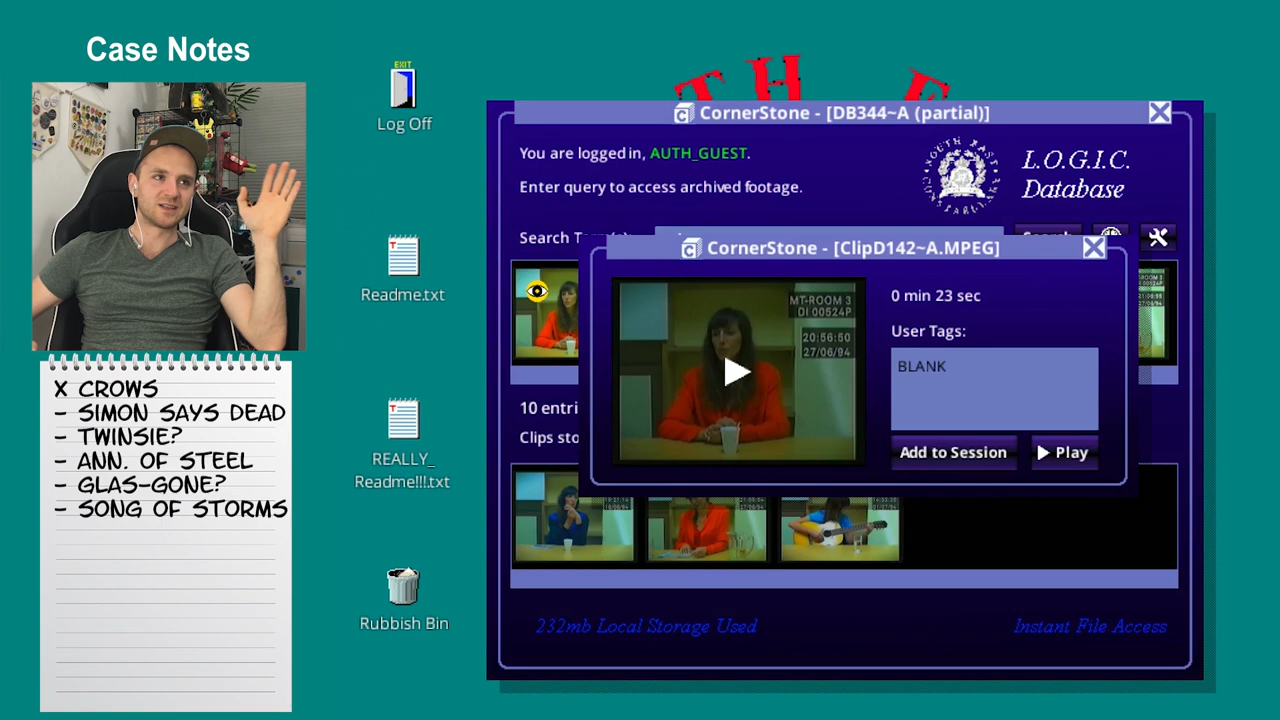 Case Notes
X CROWS
- SIMON SAYS DEAD
- TWINSIE?
- ANN. OF STEEL
- GLAS-GONE?
- SONG OF STORMS
EXIT
Log Off
Readme.txt
REALLY_
Readme!!!.txt
Rubbish Bin
TH E
CornerStone - [DB344~A (partial)]
You are logged in, AUTH_GUEST.
Enter query to access archived footage.
L.O.G.I.C.
Database
SOUTH EAST
Search
CornerStone - [ClipD142~A.MPEG]
MT-ROOM 3
DI 00524P
20:56:50
27/06/94
0 min 23 sec
User Tags:
BLANK
Add to Session
Play
10 entri
Clips sto
232mb Local Storage Used
Instant File Access